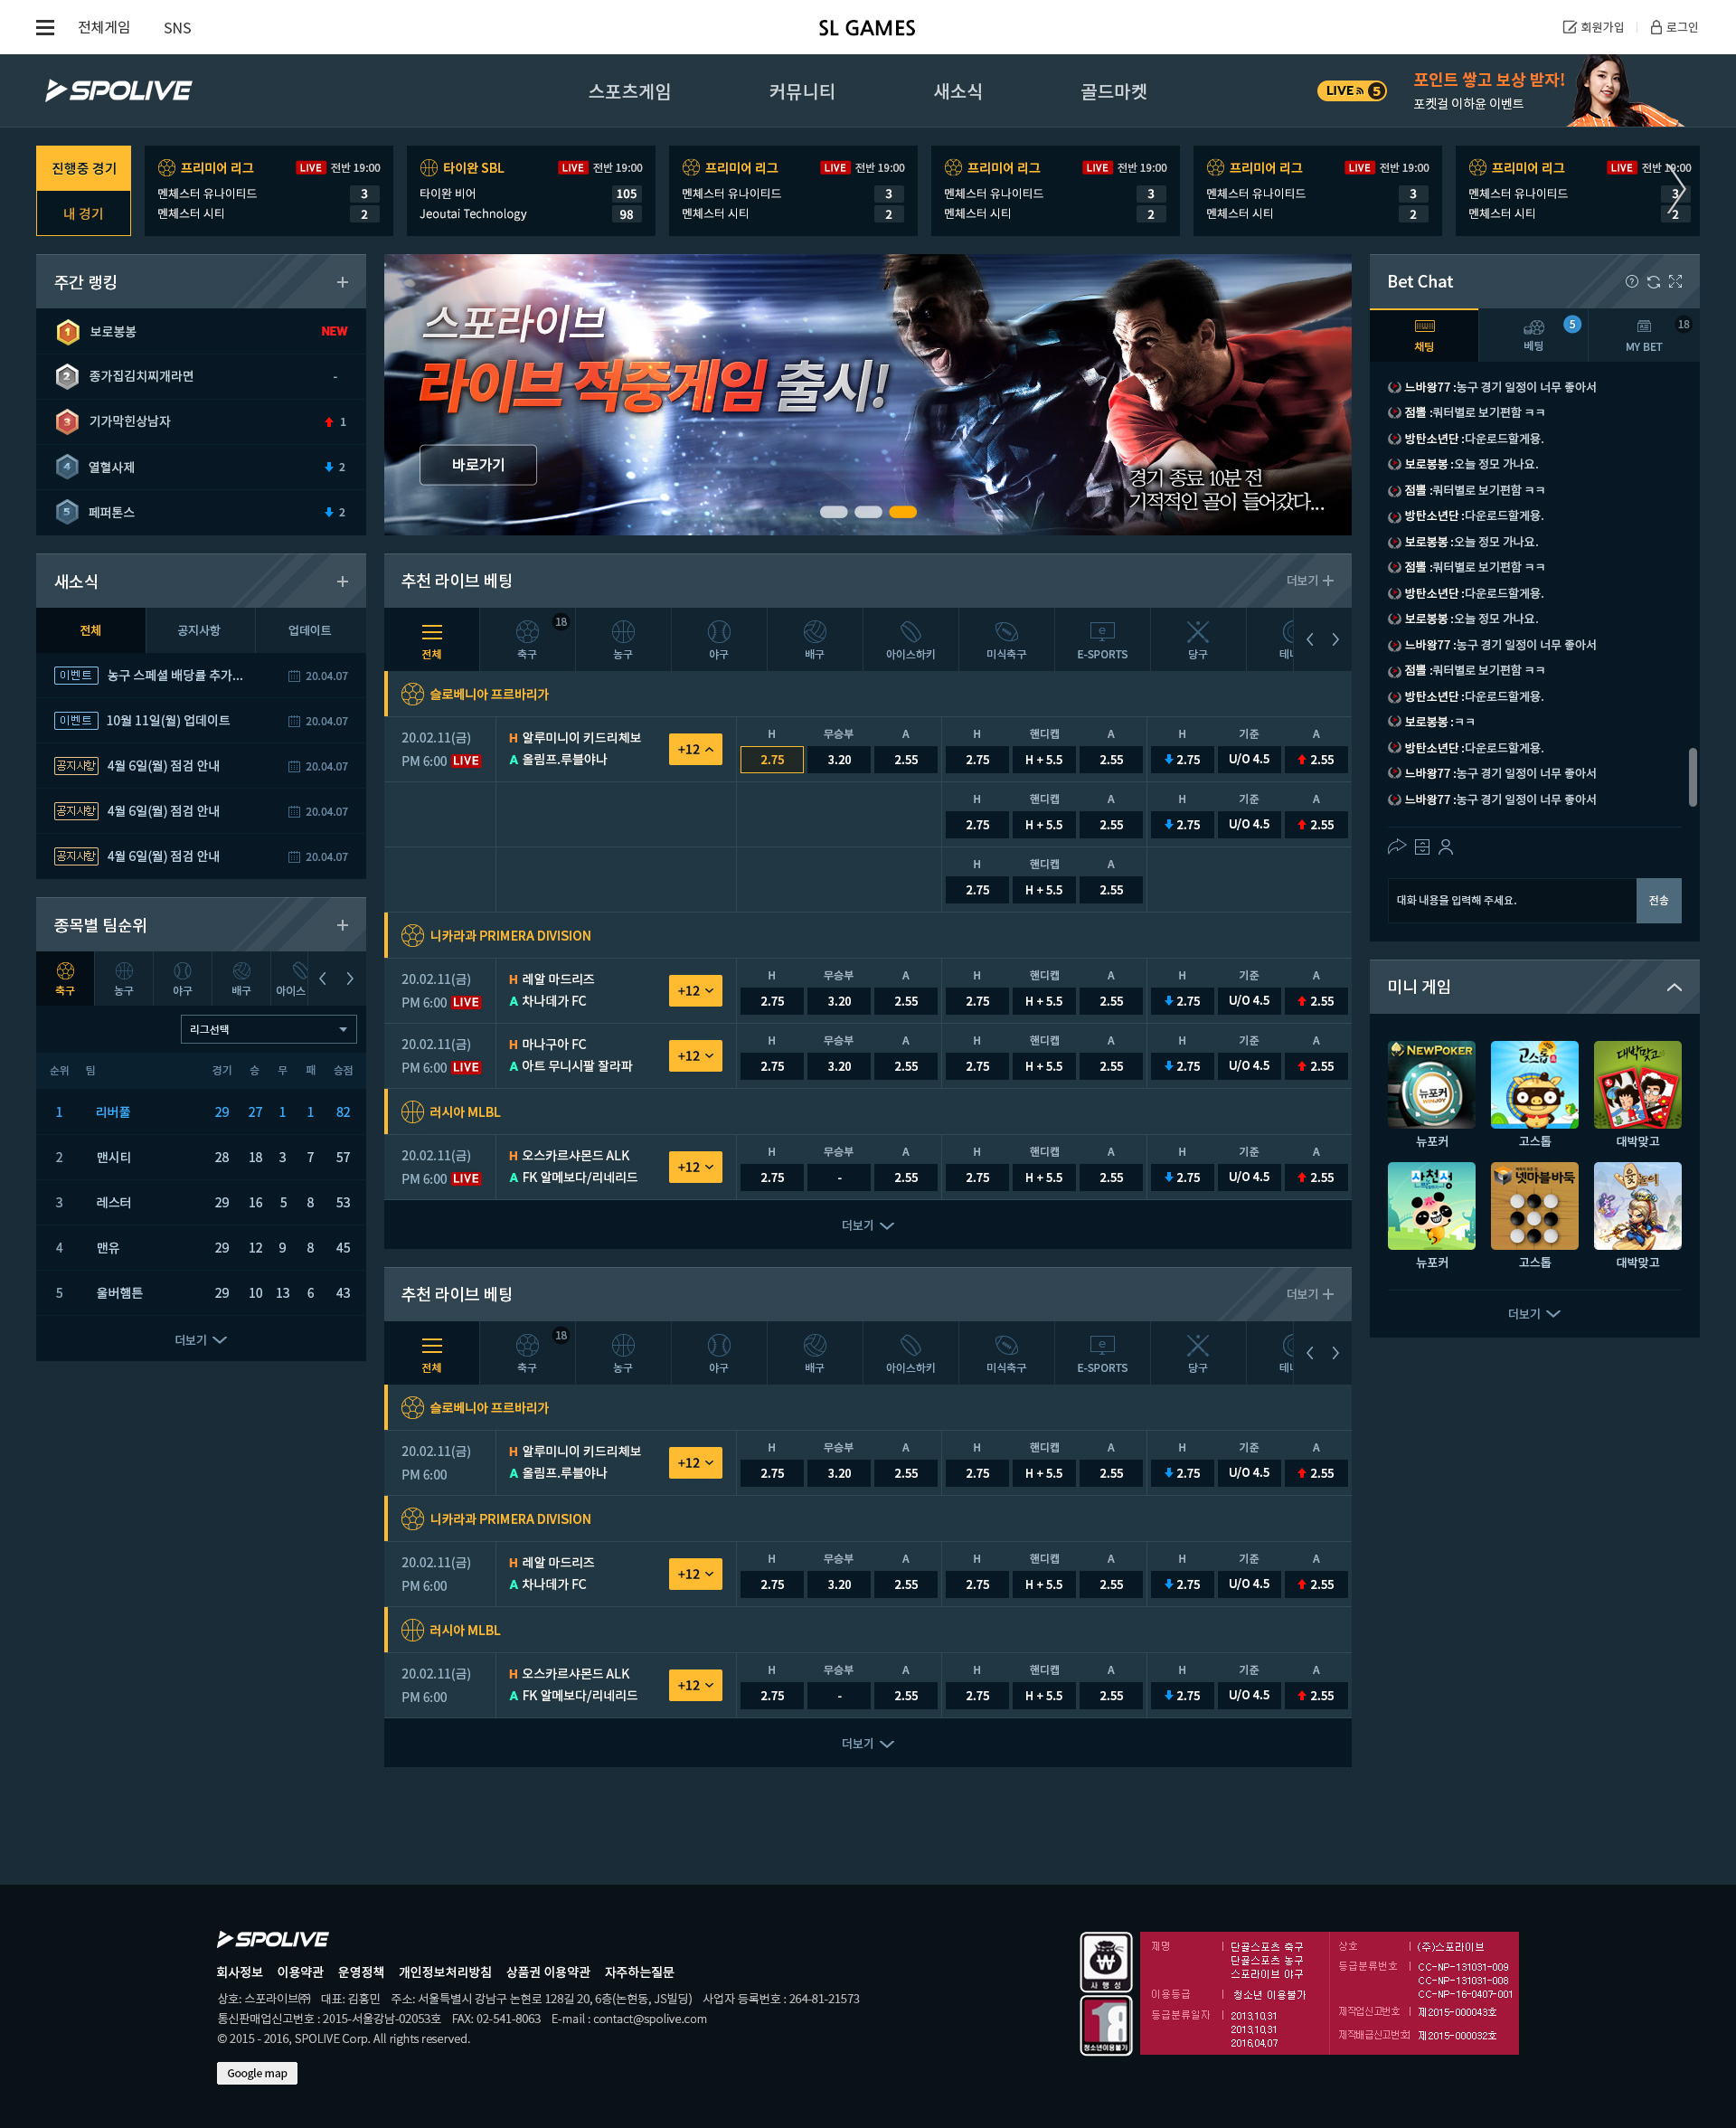 전체게임 SNS SL GAMES 회원가입 로그인
SPOLIVE 스포츠게임 커뮤니티 새소식 골드마켓 LIVE 5 포인트 쌓고 보상 받자!
포켓걸 이하윤 이벤트
진행중 경기
내 경기
프리미어 리그 LIVE 전반 19:00
멘체스터 유나이티드 3
멘체스터 시티 2
타이완 SBL LIVE 전반 19:00
타이완 비어 105
Jeoutai Technology 98
프리미어 리그 LIVE 전반 19:00
멘체스터 유나이티드 3
멘체스터 시티 2
프리미어 리그 LIVE 전반 19:00
멘체스터 유나이티드 3
멘체스터 시티 2
프리미어 리그 LIVE 전반 19:00
멘체스터 유나이티드 3
멘체스터 시티 2
프리미어 리그 LIVE 전반 19:00
멘체스터 유나이티드 3
멘체스터 시티 2
주간 랭킹
1 보로봉봉 NEW
2 종가집김치찌개라면 -
3 기가막힌상남자 1
4 열혈사제 2
5 페퍼톤스 2
새소식
전체 공지사항 업데이트
이벤트 농구 스페셜 배당률 추가... 20.04.07
이벤트 10월 11일(월) 업데이트 20.04.07
공지사항 4월 6일(월) 점검 안내 20.04.07
공지사항 4월 6일(월) 점검 안내 20.04.07
공지사항 4월 6일(월) 점검 안내 20.04.07
종목별 팀순위
축구 농구 야구 배구 아이스
리그선택
순위 팀 경기 승 무 패 승점
1 리버풀 29 27 1 1 82
2 맨시티 28 18 3 7 57
3 레스터 29 16 5 8 53
4 맨유 29 12 9 8 45
5 울버햄튼 29 10 13 6 43
더보기
스포라이브
라이브 적중게임 출시!
바로가기
경기 종료 10분 전
기적적인 골이 들어갔다...
추천 라이브 베팅 더보기
전체 축구 18 농구 야구 배구 아이스하키 미식축구 E-SPORTS 당구 테니
슬로베니아 프르바리가
20.02.11(금) H 알루미니이 키드리체보 +12 H 무승부 A H 핸디캡 A H 기준 A
PM 6:00 LIVE A 올림프.루블야나 2.75 3.20 2.55 2.75 H + 5.5 2.55 2.75 U/O 4.5 2.55
H 핸디캡 A H 기준 A
2.75 H + 5.5 2.55 2.75 U/O 4.5 2.55
H 핸디캡 A
2.75 H + 5.5 2.55
니카라과 PRIMERA DIVISION
20.02.11(금) H 레알 마드리즈 +12 H 무승부 A H 핸디캡 A H 기준 A
PM 6:00 LIVE A 차나데가 FC 2.75 3.20 2.55 2.75 H + 5.5 2.55 2.75 U/O 4.5 2.55
20.02.11(금) H 마나구아 FC +12 H 무승부 A H 핸디캡 A H 기준 A
PM 6:00 LIVE A 아트 무니시팔 잘라파 2.75 3.20 2.55 2.75 H + 5.5 2.55 2.75 U/O 4.5 2.55
러시아 MLBL
20.02.11(금) H 오스카르샤몬드 ALK +12 H 무승부 A H 핸디캡 A H 기준 A
PM 6:00 LIVE A FK 알메보다/리네리드 2.75 - 2.55 2.75 H + 5.5 2.55 2.75 U/O 4.5 2.55
더보기
추천 라이브 베팅 더보기
전체 축구 18 농구 야구 배구 아이스하키 미식축구 E-SPORTS 당구 테니
슬로베니아 프르바리가
20.02.11(금) H 알루미니이 키드리체보 +12 H 무승부 A H 핸디캡 A H 기준 A
PM 6:00 A 올림프.루블야나 2.75 3.20 2.55 2.75 H + 5.5 2.55 2.75 U/O 4.5 2.55
니카라과 PRIMERA DIVISION
20.02.11(금) H 레알 마드리즈 +12 H 무승부 A H 핸디캡 A H 기준 A
PM 6:00 A 차나데가 FC 2.75 3.20 2.55 2.75 H + 5.5 2.55 2.75 U/O 4.5 2.55
러시아 MLBL
20.02.11(금) H 오스카르샤몬드 ALK +12 H 무승부 A H 핸디캡 A H 기준 A
PM 6:00 A FK 알메보다/리네리드 2.75 - 2.55 2.75 H + 5.5 2.55 2.75 U/O 4.5 2.55
더보기
Bet Chat
채팅 베팅 5 MY BET 18
느바왕77 :농구 경기 일정이 너무 좋아서
점뿔 :쿼터별로 보기편함 ㅋㅋ
방탄소년단 :다운로드할게용.
보로봉봉 :오늘 정모 가나요.
점뿔 :쿼터별로 보기편함 ㅋㅋ
방탄소년단 :다운로드할게용.
보로봉봉 :오늘 정모 가나요.
점뿔 :쿼터별로 보기편함 ㅋㅋ
방탄소년단 :다운로드할게용.
보로봉봉 :오늘 정모 가나요.
느바왕77 :농구 경기 일정이 너무 좋아서
점뿔 :쿼터별로 보기편함 ㅋㅋ
방탄소년단 :다운로드할게용.
보로봉봉 :ㅋㅋ
방탄소년단 :다운로드할게용.
느바왕77 :농구 경기 일정이 너무 좋아서
느바왕77 :농구 경기 일정이 너무 좋아서
대화 내용을 입력해 주세요. 전송
미니 게임
NEWPOKER 뉴포커 고스톱 대박맞고
뉴포커 고스톱 대박맞고
사천성 넷마블바둑 윷놀이
뉴포커 고스톱 대박맞고
더보기
SPOLIVE
회사정보 이용약관 운영정책 개인정보처리방침 상품권 이용약관 자주하는질문
상호: 스포라이브㈜ 대표: 김홍민 주소: 서울특별시 강남구 논현로 128길 20, 6층(논현동, JS빌딩) 사업자 등록번호 : 264-81-21573
통신판매업신고번호 : 2015-서울강남-02053호 FAX: 02-541-8063 E-mail : contact@spolive.com
© 2015 - 2016, SPOLIVE Corp. All rights reserved.
Google map
사행성
18
청소년이용불가
제명 단골스포츠 축구
단골스포츠 농구
스포라이브 야구
이용등급 청소년 이용불가
등급분류일자 2013,10,31
2013,10,31
2016,04,07
상호 (주)스포라이브
등급분류번호 CC-NP-131031-009
CC-NP-131031-008
CC-NP-16-0407-001
제작업신고번호 제2015-000043호
제작배급신고번호 제2015-000032호